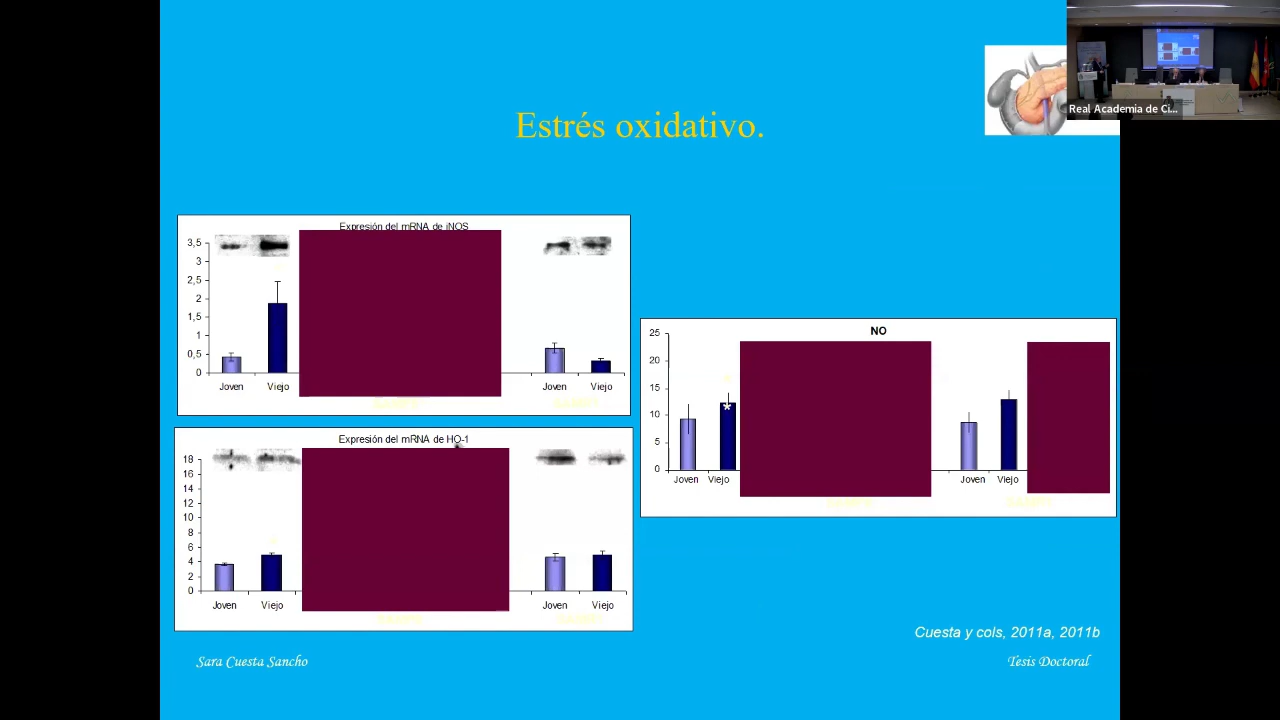 Real Academia de Ci...
Estrés oxidativo.
Expresión del mRNA de iNOS
3,5
3
2,5
2
1,5
1
0,5
0
Joven Viejo Joven Viejo
Expresión del mRNA de HO-1
18
16
14
12
10
8
6
4
2
0
Joven Viejo Joven Viejo
NO
25
20
15
10
5
0
*
Joven Viejo Joven Viejo
Cuesta y cols, 2011a, 2011b
Sara Cuesta Sancho
Tesis Doctoral